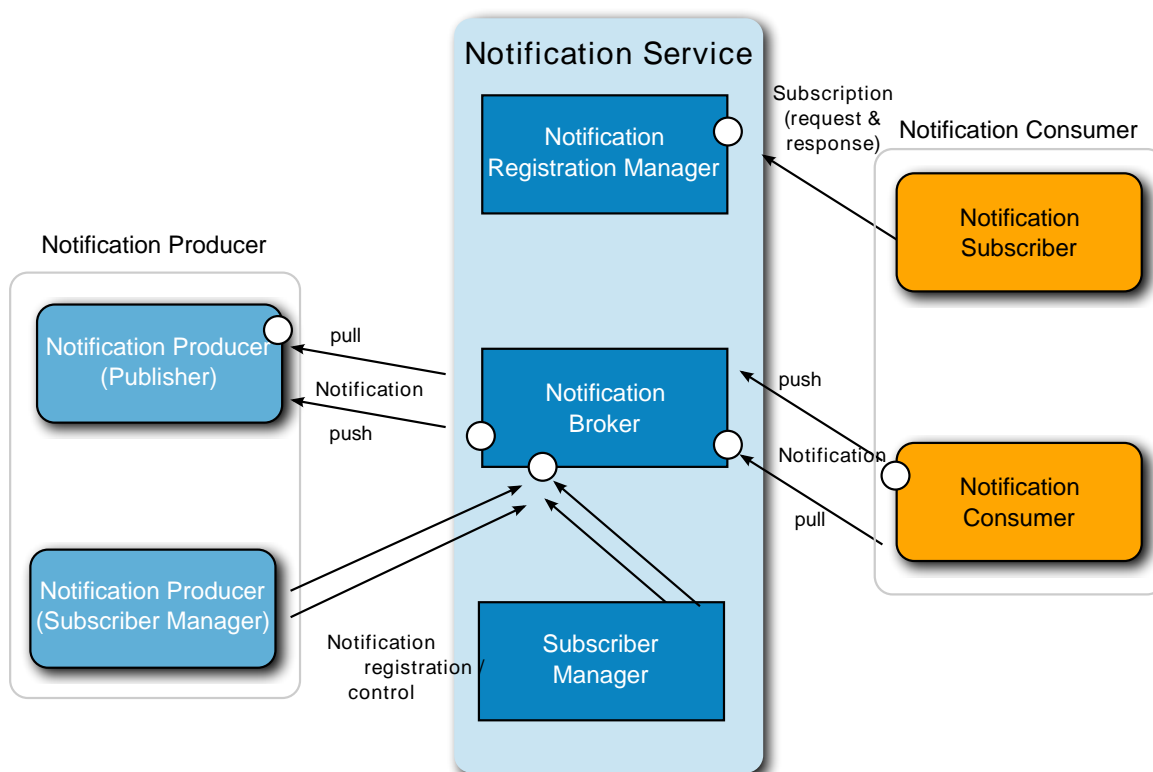 Notification Service
Notification
Registration Manager
Subscription
(request &
response)
Notification Consumer
Notification
Subscriber
Notification Producer
Notification Producer
(Publisher)
pull
Notification
push
Notification
Broker
push
Notification
pull
Notification
Consumer
Notification Producer
(Subscriber Manager)
Notification
registration /
control
Subscriber
Manager